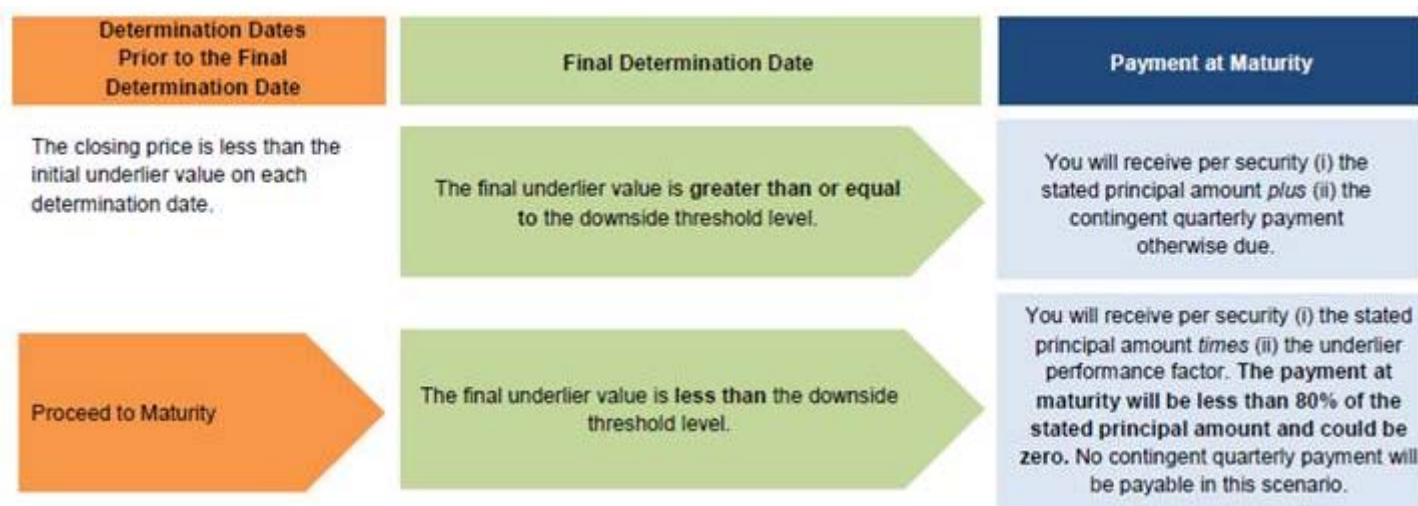 Determination Dates
Prior to the Final
Determination Date
Final Determination Date
Payment at Maturity
The closing price is less than the
initial underlier value on each
determination date.
The final underlier value is greater than or equal
to the downside threshold level.
You will receive per security (i) the
stated principal amount plus (ii) the
contingent quarterly payment
otherwise due.
Proceed to Maturity
The final underlier value is less than the downside
threshold level.
You will receive per security (i) the stated
principal amount times (ii) the underlier
performance factor. The payment at
maturity will be less than 80% of the
stated principal amount and could be
zero. No contingent quarterly payment will
be payable in this scenario.